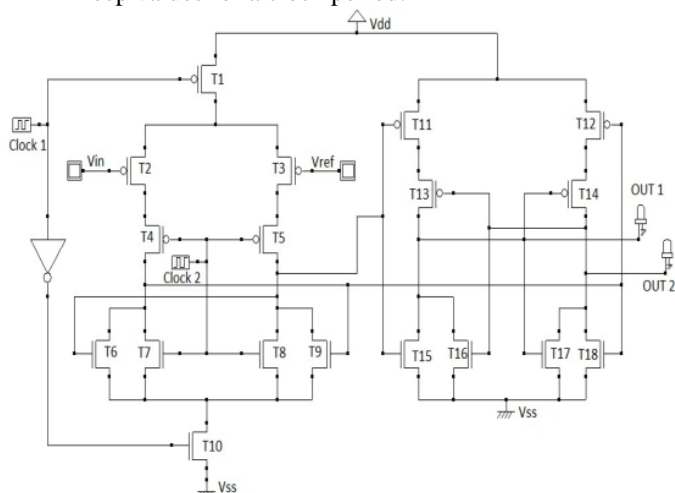 Vdd
T1
T11
T12
Clock 1
Vin
T2
T3
Vref
T13
T14
OUT 1
T4
T5
Clock 2
OUT 2
T6
T7
T8
T9
T15
T16
T17
T18
Vss
T10
Vss